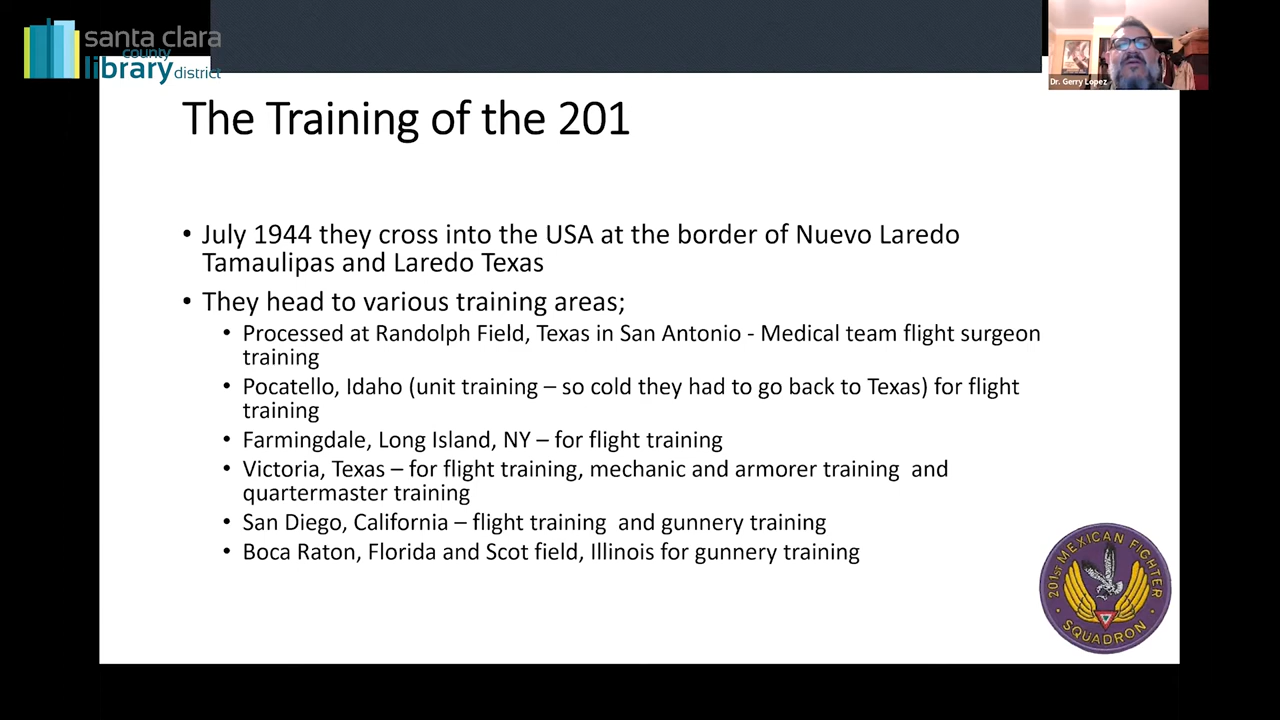 santa clara
county
library district
Dr. Gerry Lopez
The Training of the 201
• July 1944 they cross into the USA at the border of Nuevo Laredo
Tamaulipas and Laredo Texas
• They head to various training areas;
• Processed at Randolph Field, Texas in San Antonio - Medical team flight surgeon
training
• Pocatello, Idaho (unit training – so cold they had to go back to Texas) for flight
training
• Farmingdale, Long Island, NY – for flight training
• Victoria, Texas – for flight training, mechanic and armorer training  and
quartermaster training
• San Diego, California – flight training  and gunnery training
• Boca Raton, Florida and Scot field, Illinois for gunnery training
201ST MEXICAN FIGHTER
SQUADRON